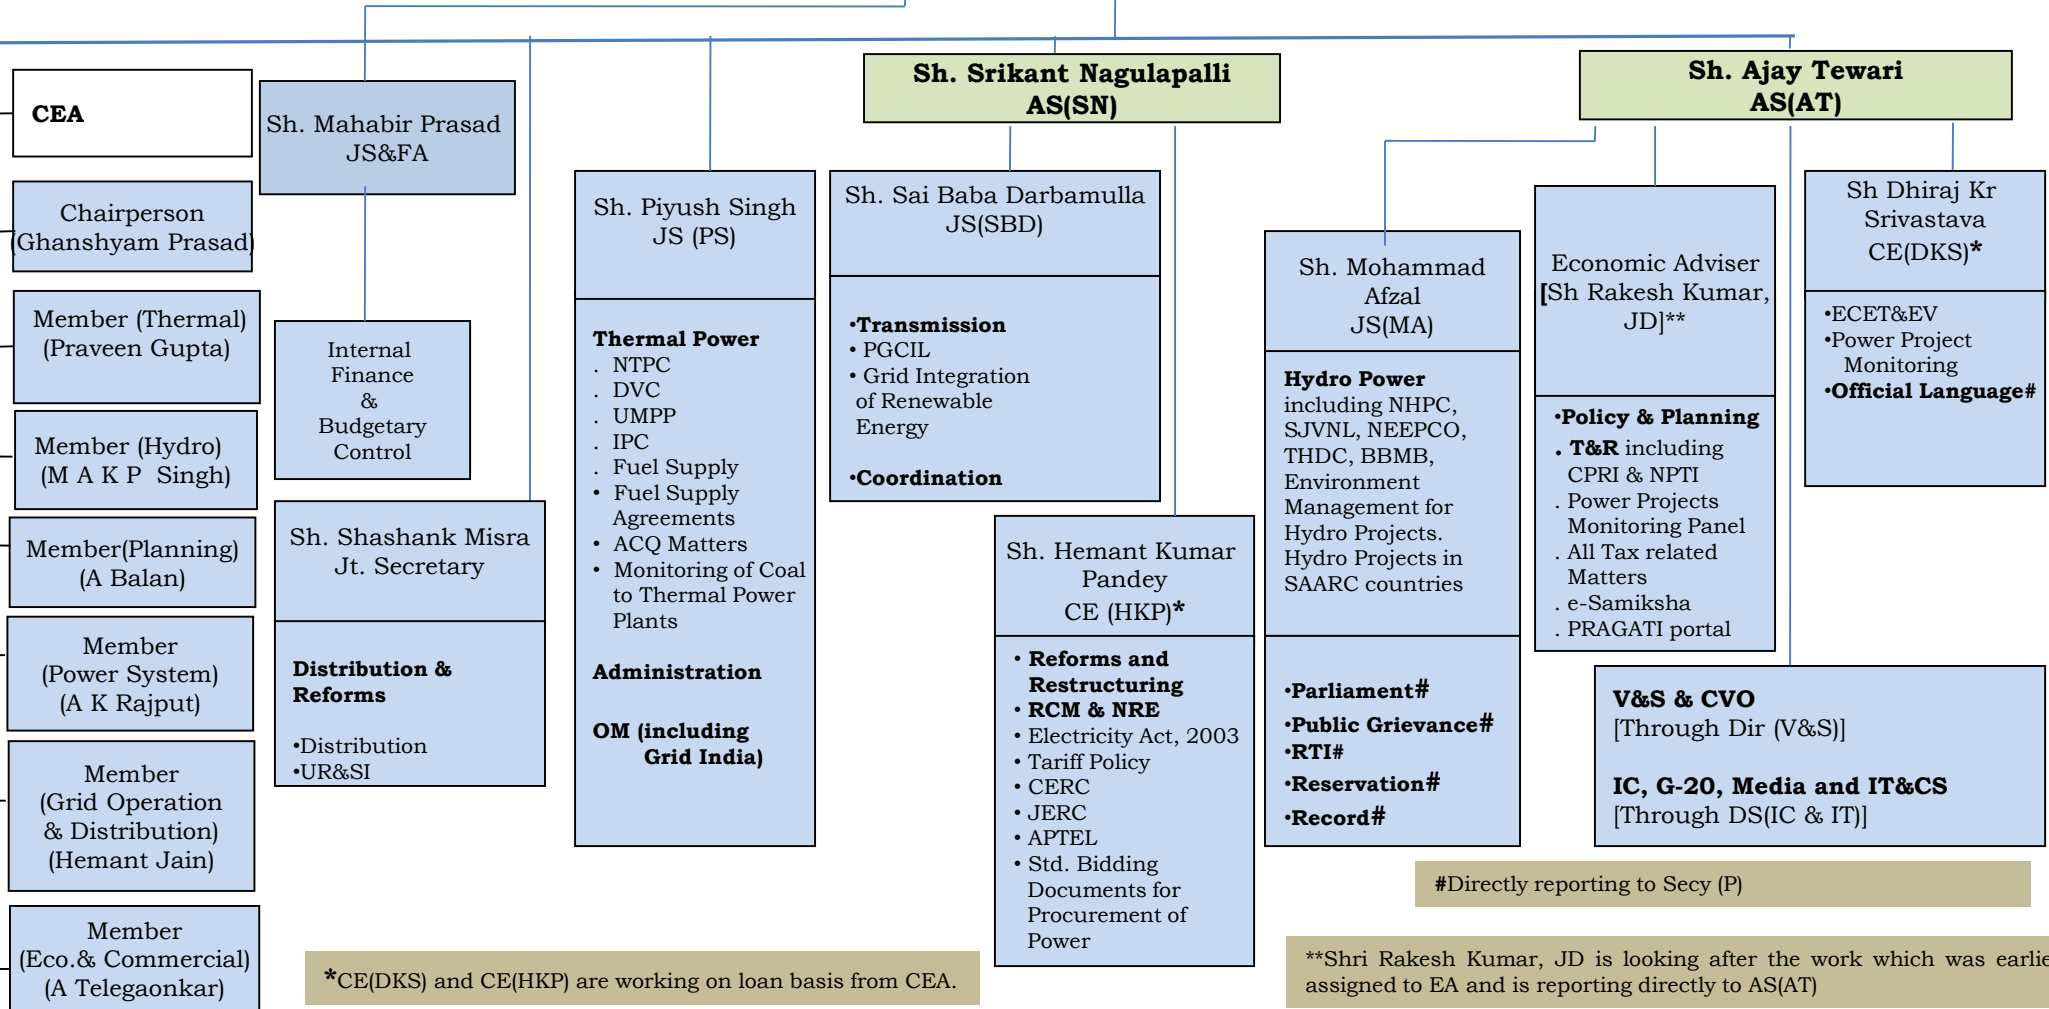 CEA
Chairperson
(Ghanshyam Prasad)
Member (Thermal)
(Praveen Gupta)
Member (Hydro)
(M A K P  Singh)
Member(Planning)
(A Balan)
Member
(Power System)
(A K Rajput)
Member
(Grid Operation
& Distribution)
(Hemant Jain)
Member
(Eco.& Commercial)
(A Telegaonkar)
Sh. Mahabir Prasad
JS&FA
Internal
Finance
&
Budgetary
Control
Sh. Shashank Misra
Jt. Secretary
Distribution &
Reforms
•Distribution
•UR&SI
Sh. Piyush Singh
JS (PS)
Thermal Power
. NTPC
. DVC
. UMPP
. IPC
. Fuel Supply
• Fuel Supply
Agreements
• ACQ Matters
• Monitoring of Coal
to Thermal Power
Plants
Administration
OM (including
Grid India)
Sh. Srikant Nagulapalli
AS(SN)
Sh. Sai Baba Darbamulla
JS(SBD)
•Transmission
• PGCIL
• Grid Integration
of Renewable
Energy
•Coordination
Sh. Hemant Kumar
Pandey
CE (HKP)*
• Reforms and
Restructuring
• RCM & NRE
• Electricity Act, 2003
• Tariff Policy
• CERC
• JERC
• APTEL
• Std. Bidding
Documents for
Procurement of
Power
Sh. Ajay Tewari
AS(AT)
Sh. Mohammad
Afzal
JS(MA)
Hydro Power
including NHPC,
SJVNL, NEEPCO,
THDC, BBMB,
Environment
Management for
Hydro Projects.
Hydro Projects in
SAARC countries
•Parliament#
•Public Grievance#
•RTI#
•Reservation#
•Record#
Economic Adviser
[Sh Rakesh Kumar,
JD]**
•Policy & Planning
. T&R including
CPRI & NPTI
. Power Projects
Monitoring Panel
. All Tax related
Matters
. e-Samiksha
. PRAGATI portal
Sh Dhiraj Kr
Srivastava
CE(DKS)*
•ECET&EV
•Power Project
Monitoring
•Official Language#
V&S & CVO
[Through Dir (V&S)]
IC, G-20, Media and IT&CS
[Through DS(IC & IT)]
#Directly reporting to Secy (P)
*CE(DKS) and CE(HKP) are working on loan basis from CEA.
**Shri Rakesh Kumar, JD is looking after the work which was earlie
assigned to EA and is reporting directly to AS(AT)